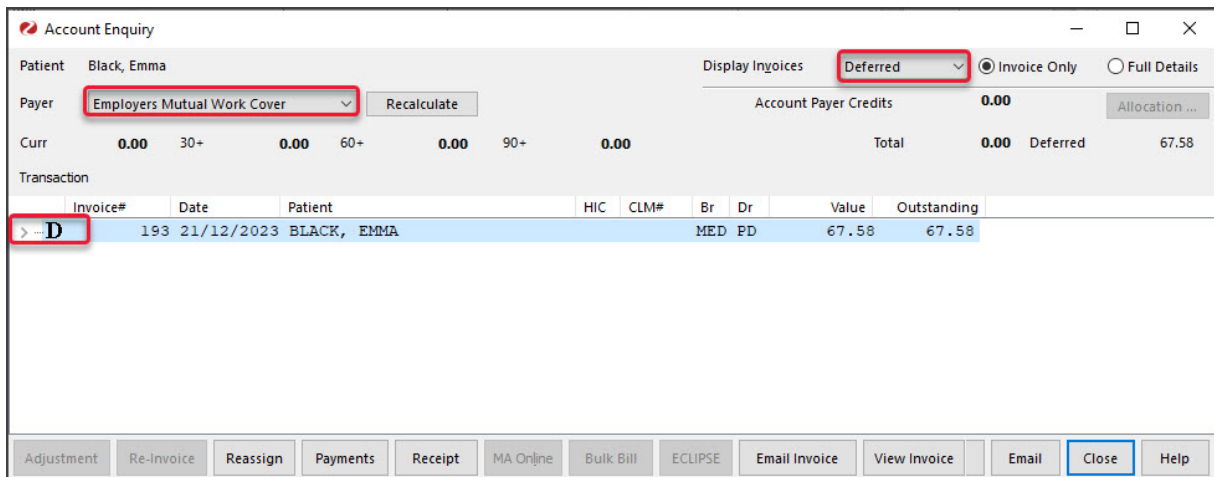 Account Enquiry
Patient Black, Emma Display Invoices Deferred Invoice Only Full Details
Payer Employers Mutual Work Cover Recalculate Account Payer Credits 0.00 Allocation ...
Curr 0.00 30+ 0.00 60+ 0.00 90+ 0.00 Total 0.00 Deferred 67.58
Transaction
Invoice# Date Patient HIC CLM# Br Dr Value Outstanding
D 193 21/12/2023 BLACK, EMMA MED PD 67.58 67.58
Adjustment Re-Invoice Reassign Payments Receipt MA Online Bulk Bill ECLIPSE Email Invoice View Invoice Email Close Help